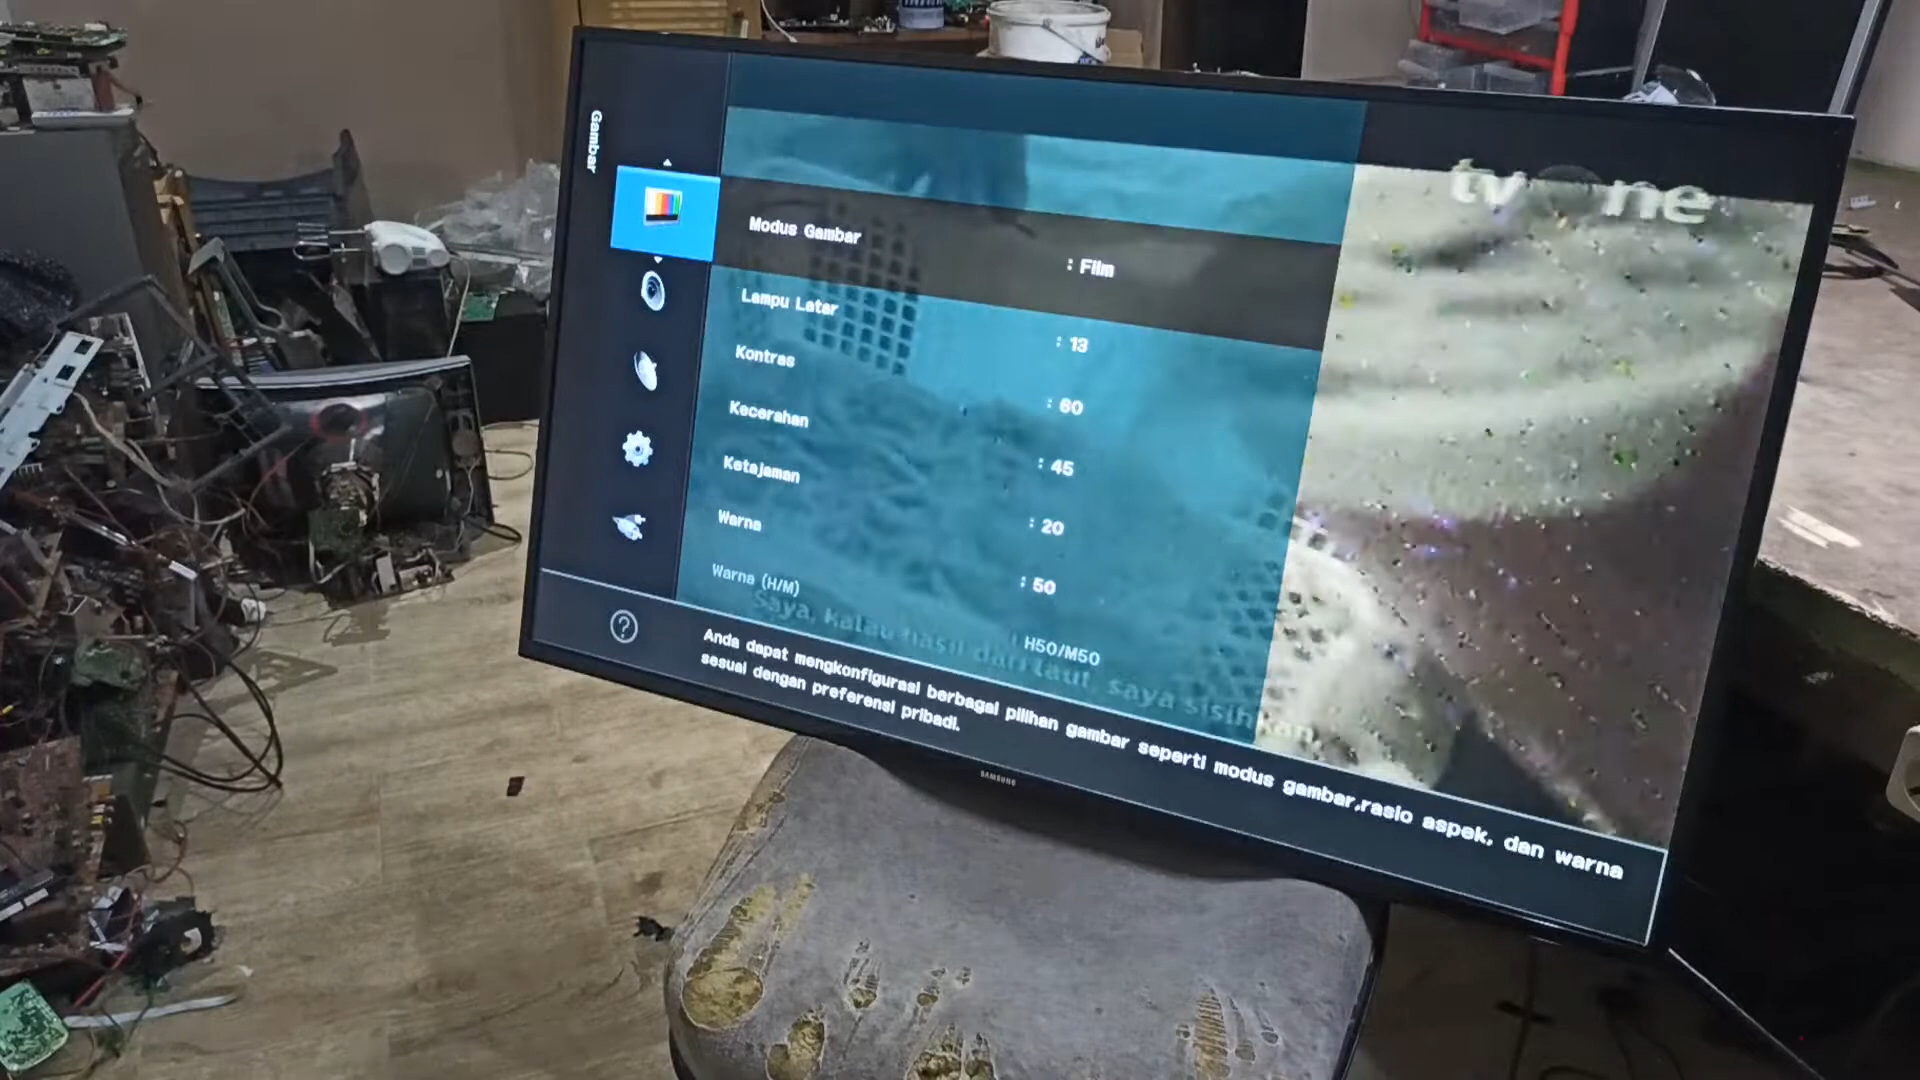 Gambar
tvOne
Modus Gambar : Film
Lampu Latar : 13
Kontras : 60
Kecerahan : 45
Ketajaman : 20
Warna : 50
Warna (H/M) H50/M50
Saya, kalau hasil dari laut, saya sisihkan.
Anda dapat mengkonfigurasi berbagai pilihan gambar seperti modus gambar,rasio aspek, dan warna
sesuai dengan preferensi pribadi.
SAMSUNG